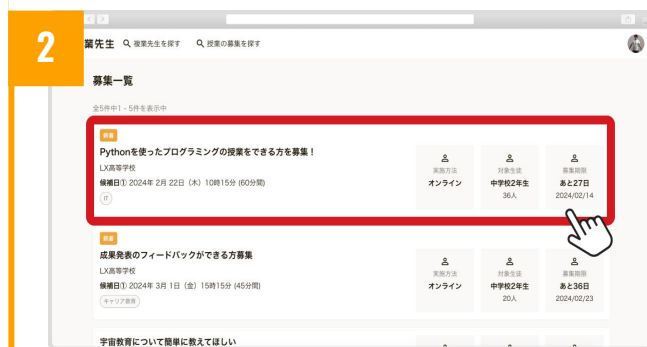 2
業先生 複業先生を探す 授業の募集を探す
募集一覧
全5件中1 - 5件を表示中
新着
Pythonを使ったプログラミングの授業をできる方を募集！
LX高等学校
候補日① 2024年 2月 22日（木）10時15分 (60分間)
IT
実施方法
オンライン
対象生徒
中学校2年生
36人
募集期限
あと27日
2024/02/14
新着
成果発表のフィードバックができる方募集
LX高等学校
候補日① 2024年 3月 1日（金）15時15分 (45分間)
キャリア教育
実施方法
オンライン
対象生徒
中学校2年生
20人
募集期限
あと36日
2024/02/23
宇宙教育について簡単に教えてほしい